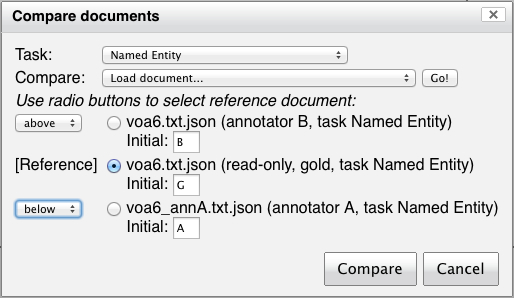 Compare documents
Task: Named Entity
Compare: Load document... Go!
Use radio buttons to select reference document:
above voa6.txt.json (annotator B, task Named Entity)
Initial: B
[Reference] voa6.txt.json (read-only, gold, task Named Entity)
Initial: G
below voa6_annA.txt.json (annotator A, task Named Entity)
Initial: A
Compare Cancel